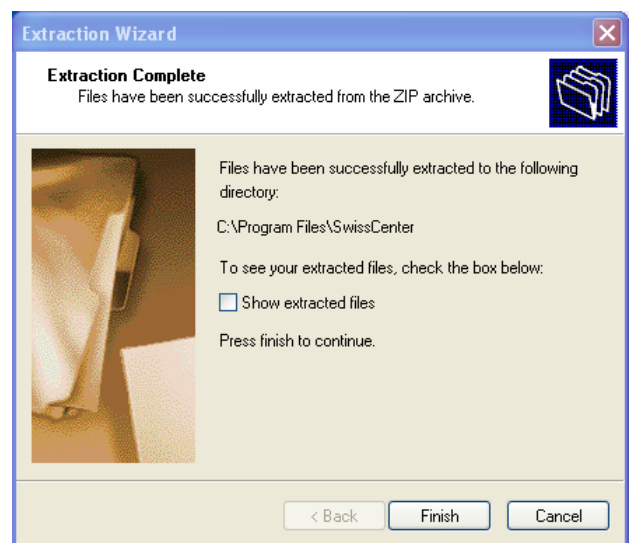 Extraction Wizard
Extraction Complete
Files have been successfully extracted from the ZIP archive.
Files have been successfully extracted to the following
directory:
C:\Program Files\SwissCenter
To see your extracted files, check the box below:
Show extracted files
Press finish to continue.
< Back Finish Cancel